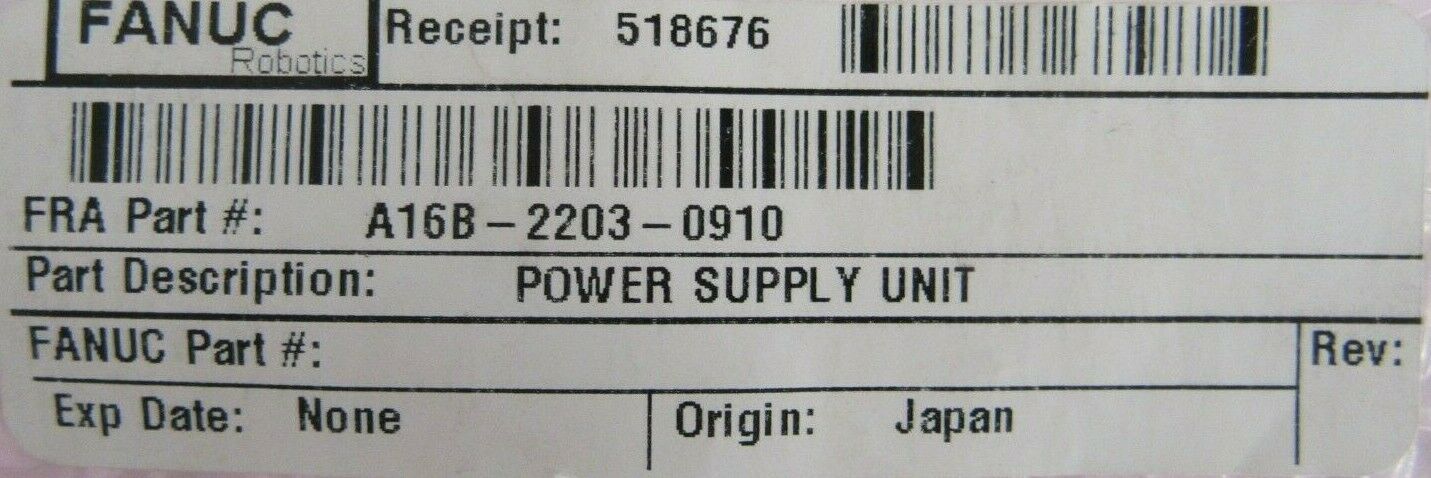 FANUC
Robotics
Receipt: 518676
FRA Part #: A16B-2203-0910
Part Description: POWER SUPPLY UNIT
FANUC Part #:
Rev:
Exp Date: None
Origin: Japan